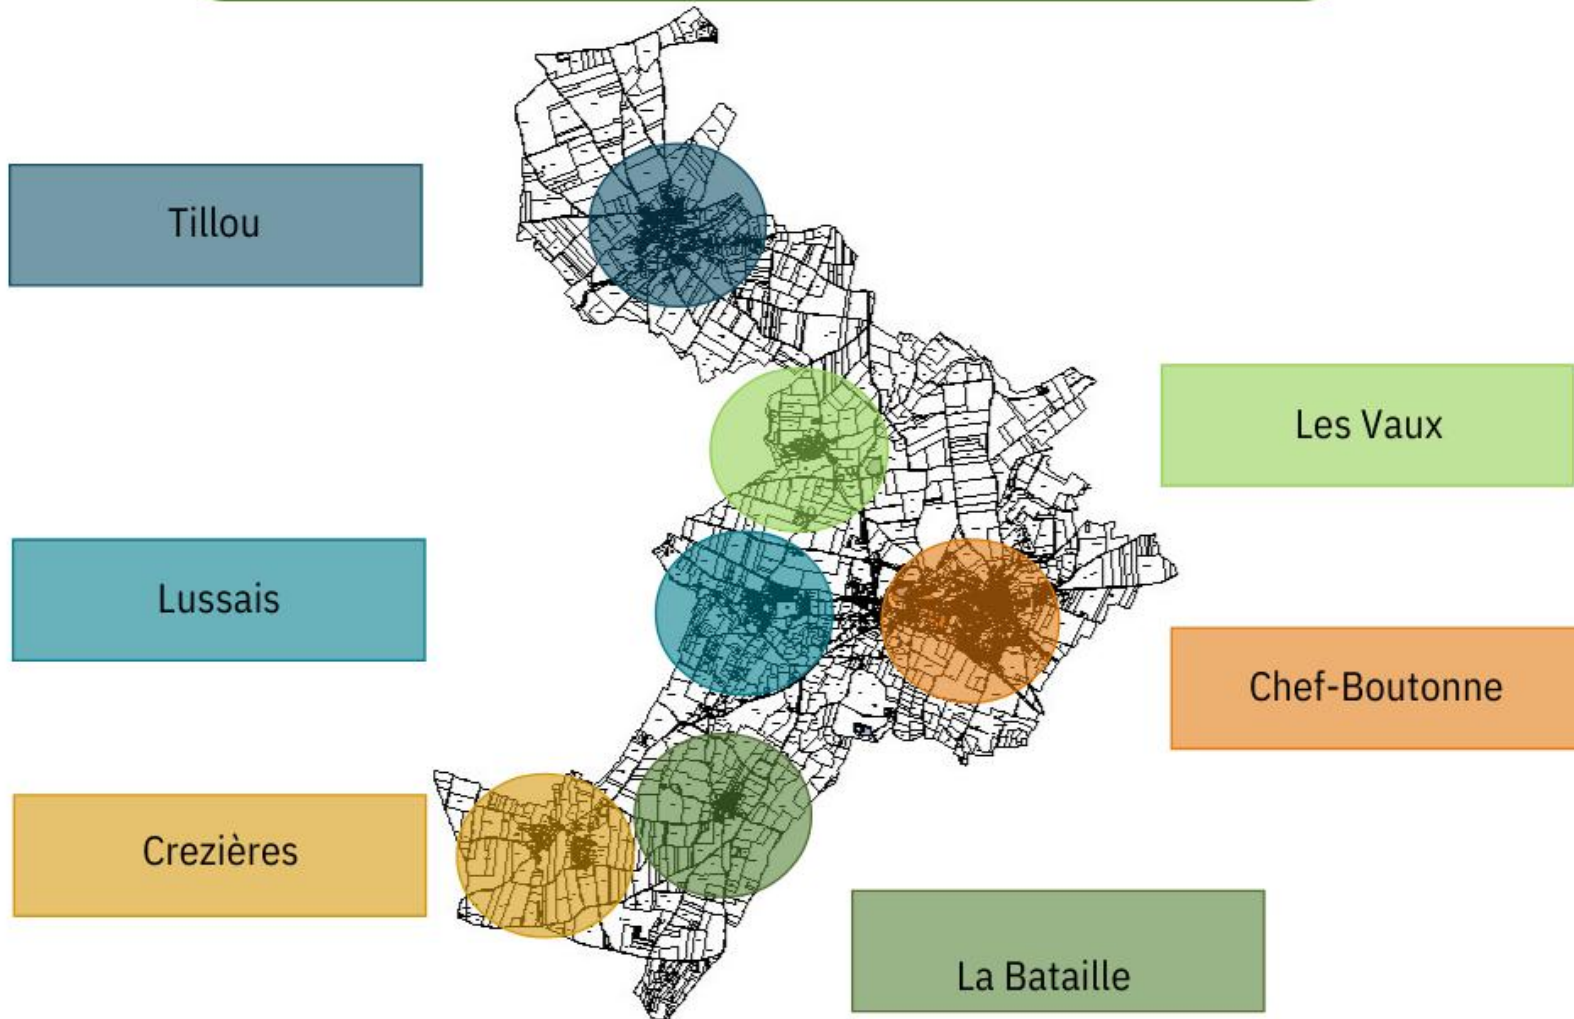 Tillou
Les Vaux
Lussais
Chef-Boutonne
Crezières
La Bataille